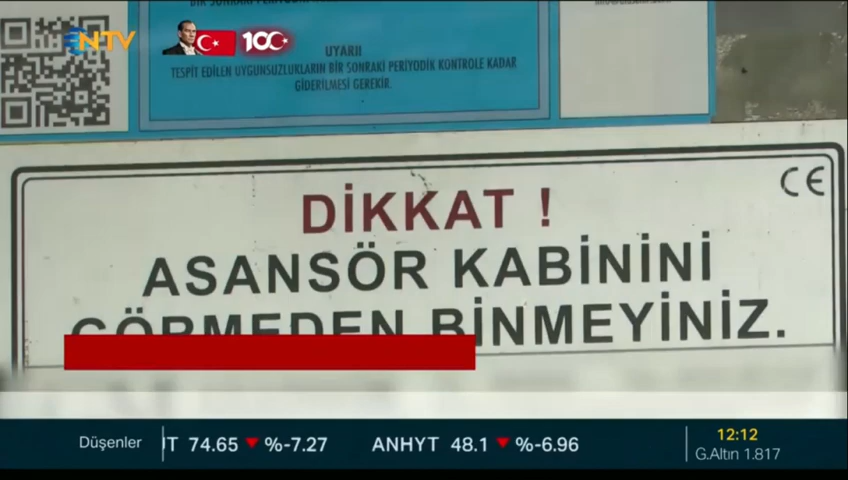 NTV
100
UYARI!
TESPİT EDİLEN UYGUNSUZLUKLARIN BİR SONRAKİ PERİYODİK KONTROLE KADAR
GİDERİLMESİ GEREKİR.
CE
DİKKAT !
ASANSÖR KABİNİNİ
GÖRMEDEN BİNMEYİNİZ.
Düşenler
74.65 %-7.27 ANHYT 48.1 %-6.96
12:12
G.Altın 1.817